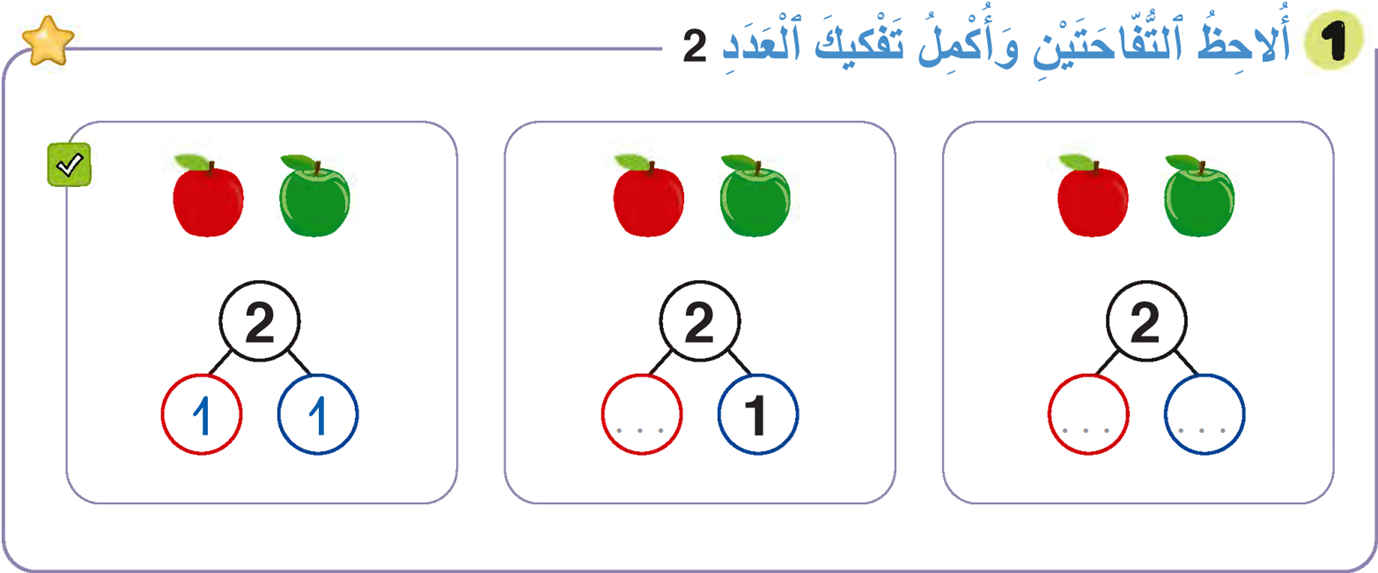 1 أُلاحِظُ ٱلتُّفّاحَتَيْنِ وَأُكْمِلُ تَفْكيكَ ٱلْعَدَدِ 2
2 2 2
1 1 ... 1 ... ...